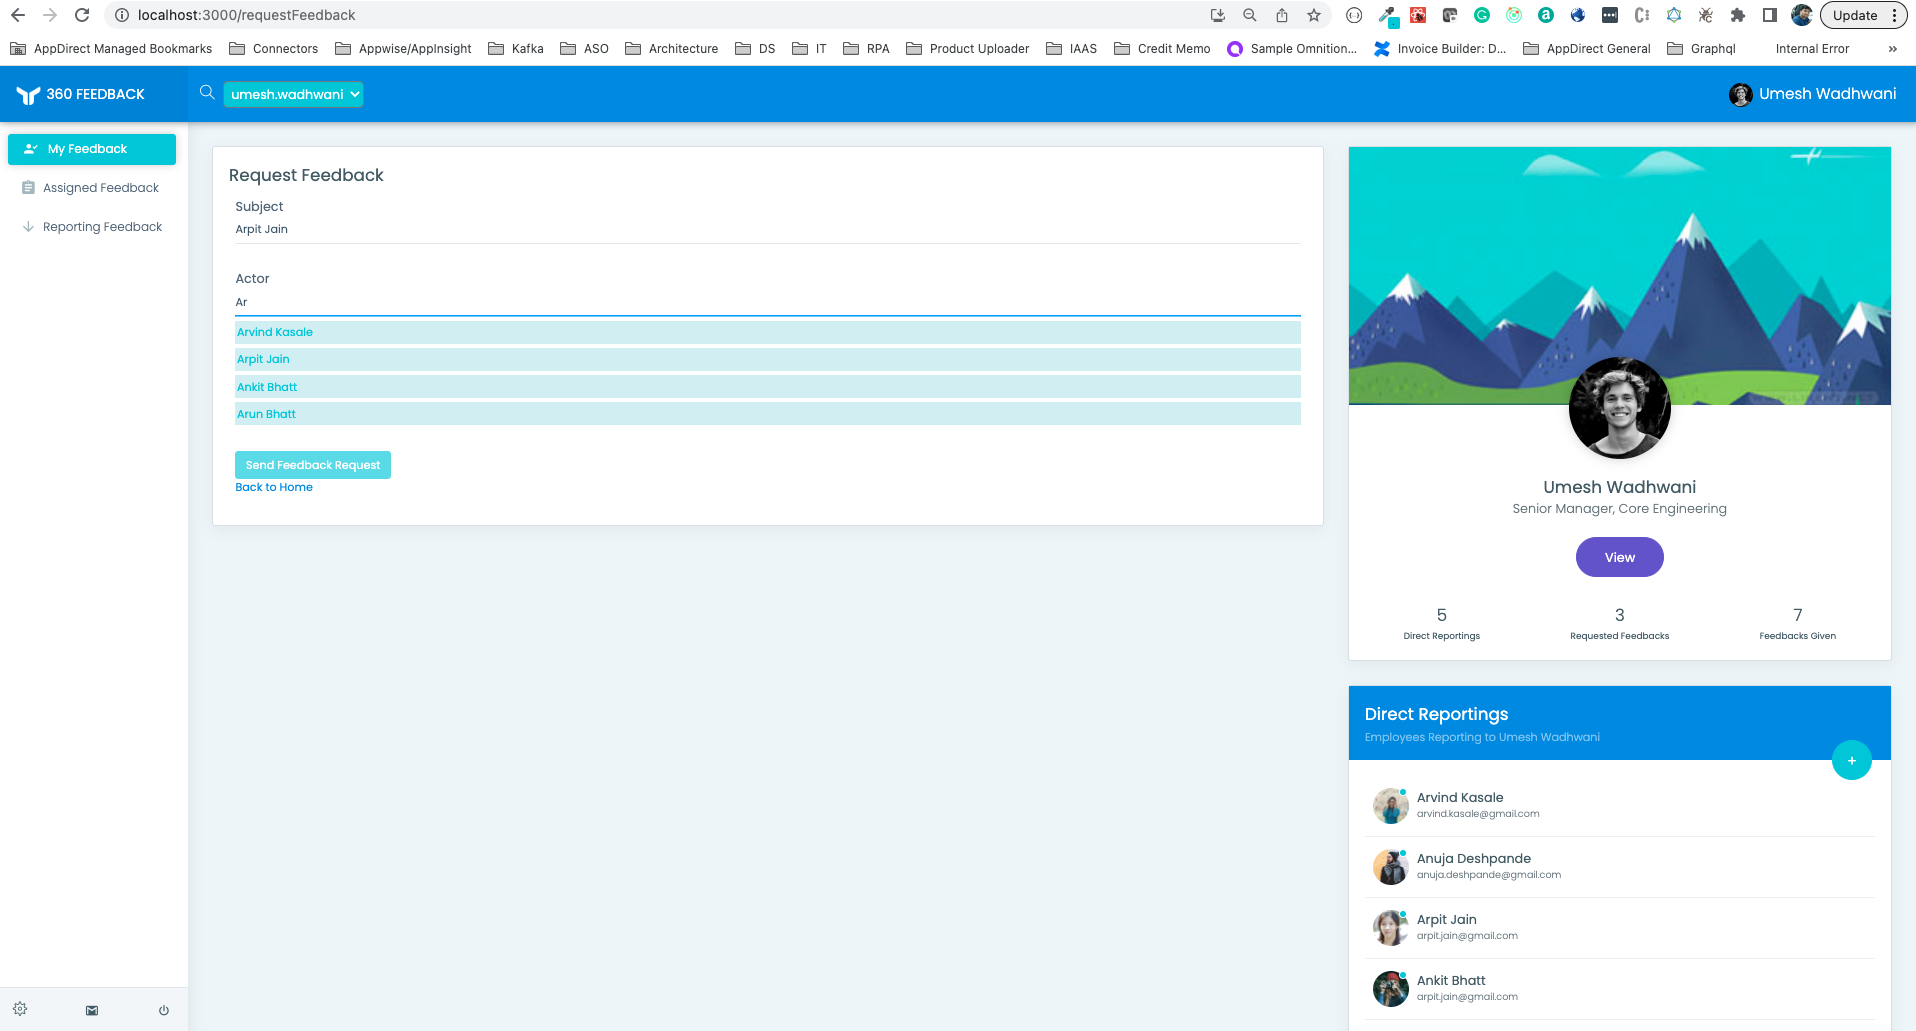 localhost:3000/requestFeedback
Update
AppDirect Managed Bookmarks
Connectors
Appwise/AppInsight
Kafka
ASO
Architecture
DS
IT
RPA
Product Uploader
IAAS
Credit Memo
Sample Omnition...
Invoice Builder: D...
AppDirect General
Graphql
Internal Error
»
360 FEEDBACK
umesh.wadhwani
Umesh Wadhwani
My Feedback
Assigned Feedback
Reporting Feedback
Request Feedback
Subject
Arpit Jain
Actor
Ar
Arvind Kasale
Arpit Jain
Ankit Bhatt
Arun Bhatt
Send Feedback Request
Back to Home
Umesh Wadhwani
Senior Manager, Core Engineering
View
5
Direct Reportings
3
Requested Feedbacks
7
Feedbacks Given
Direct Reportings
Employees Reporting to Umesh Wadhwani
+
Arvind Kasale
arvind.kasale@gmail.com
Anuja Deshpande
anuja.deshpande@gmail.com
Arpit Jain
arpit.jain@gmail.com
Ankit Bhatt
arpit.jain@gmail.com